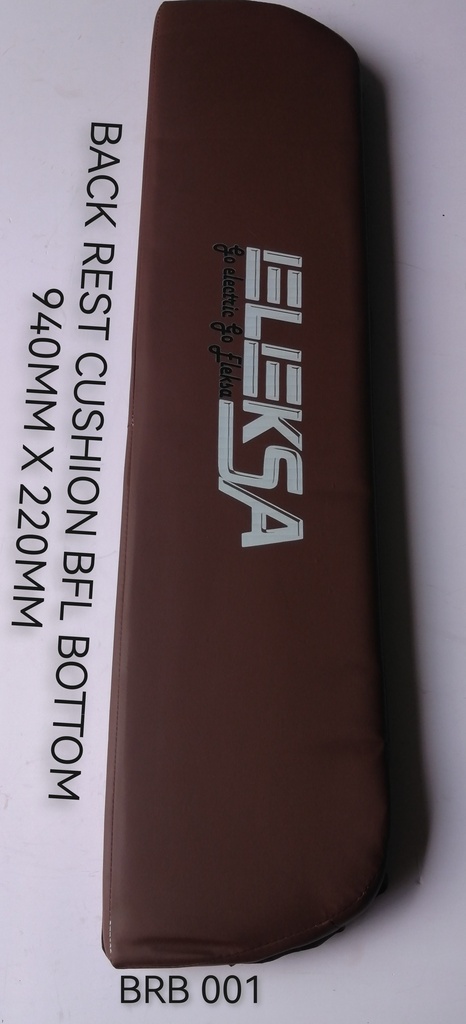 BACK REST CUSHION BFL BOTTOM
940MM X 220MM
ELEKSA
Go electric Go Eleksa
BRB 001